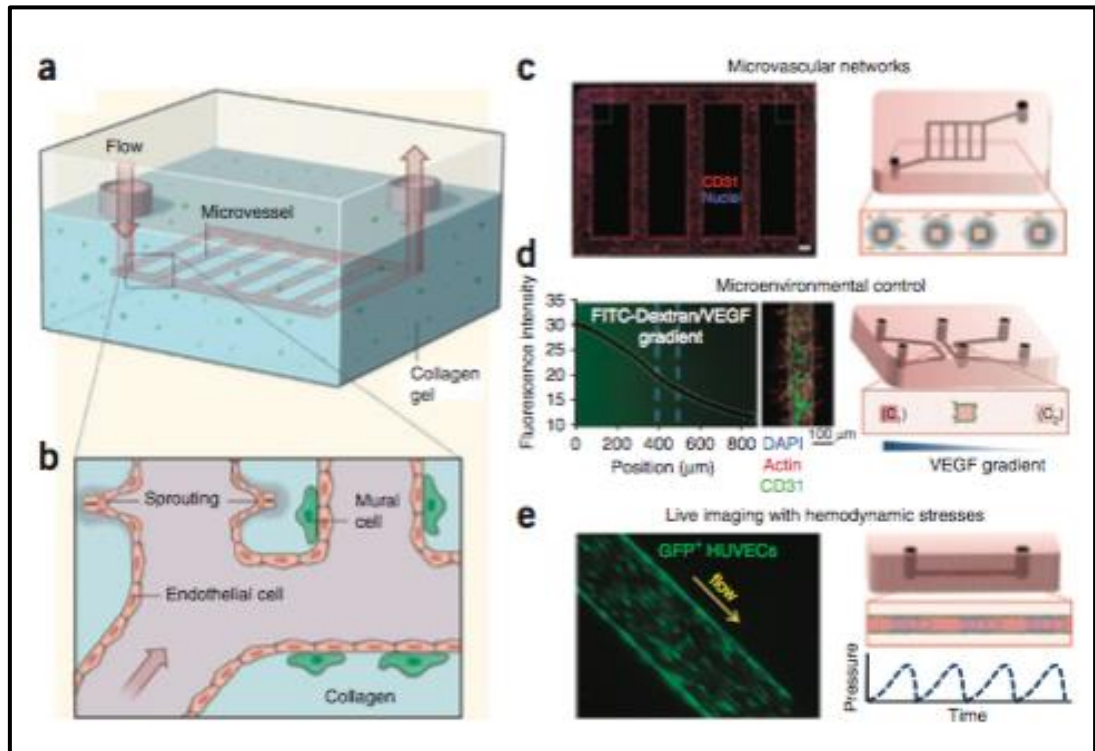 a
Flow
Microvessel
Collagen
gel
b
Sprouting
Mural
cell
Endothelial cell
Collagen
c
Microvascular networks
CD31
Nuclei
d
Microenvironmental control
Fluorescence intensity
35
30
25
20
15
10
FITC-Dextran/VEGF
gradient
0 200 400 600 800
Position (μm)
100 μm
DAPI
Actin
CD31
(C₁)
(C₂)
VEGF gradient
e
Live imaging with hemodynamic stresses
GFP⁺ HUVECs
flow
Pressure
Time